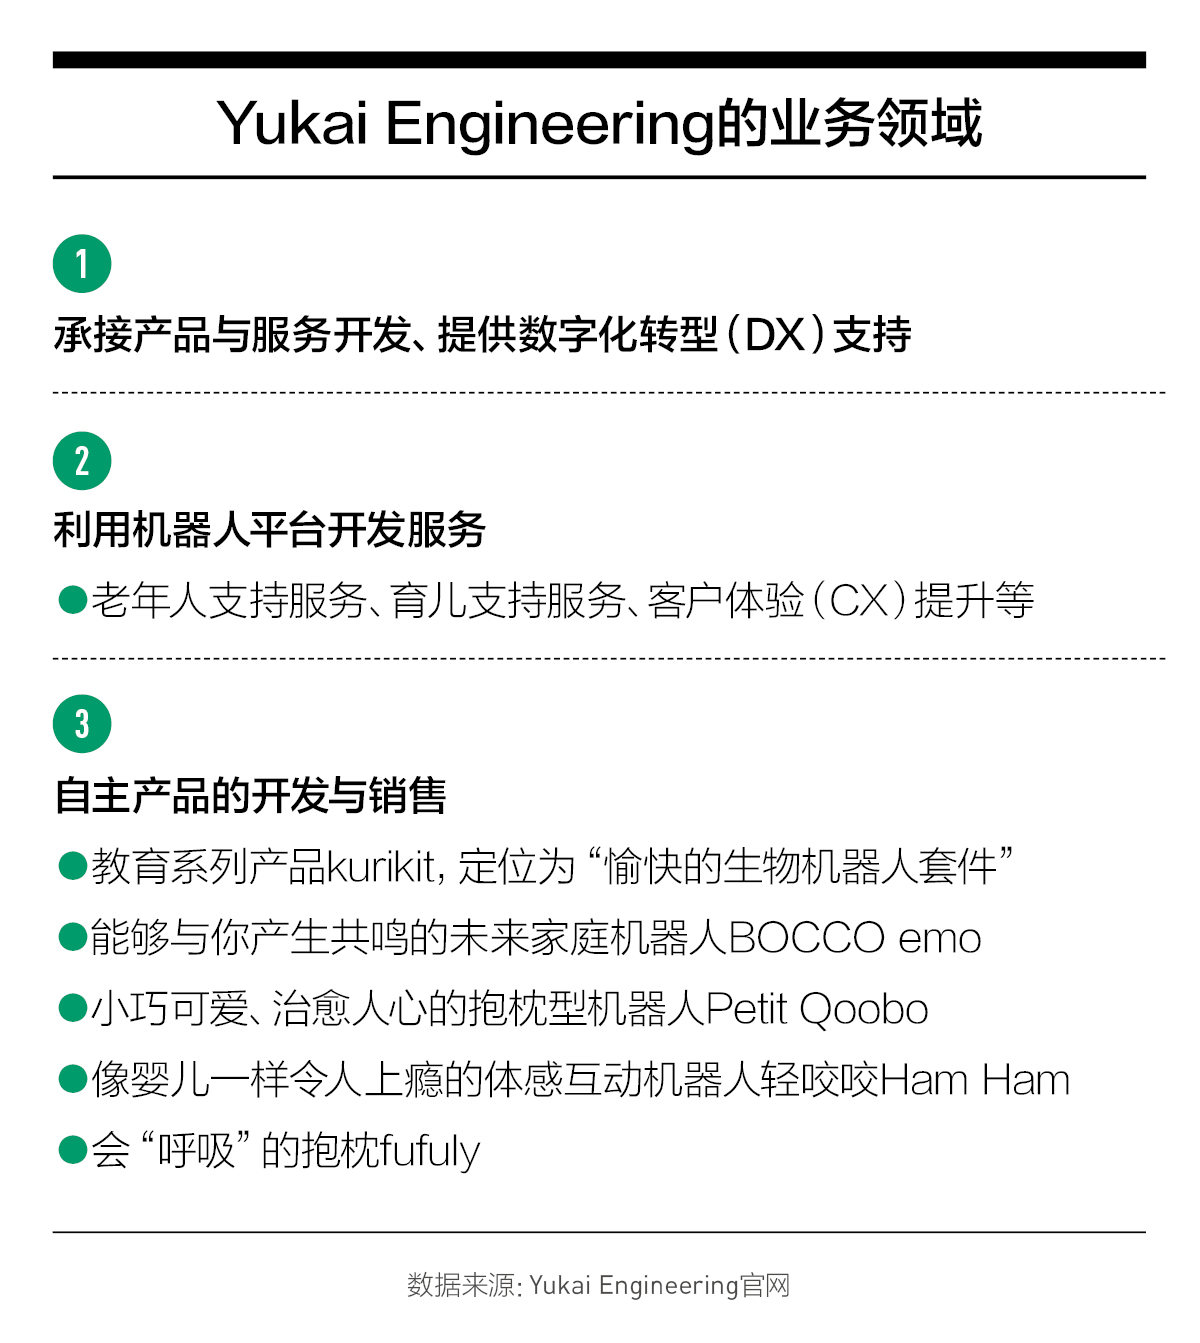 Yukai Engineering的业务领域
1
承接产品与服务开发、提供数字化转型（DX）支持
2
利用机器人平台开发服务
●老年人支持服务、育儿支持服务、客户体验（CX）提升等
3
自主产品的开发与销售
●教育系列产品kurikit，定位为“愉快的生物机器人套件”
●能够与你产生共鸣的未来家庭机器人BOCCO emo
●小巧可爱、治愈人心的抱枕型机器人Petit Qoobo
●像婴儿一样令人上瘾的体感互动机器人轻咬咬Ham Ham
●会“呼吸”的抱枕fufuly
数据来源：Yukai Engineering官网